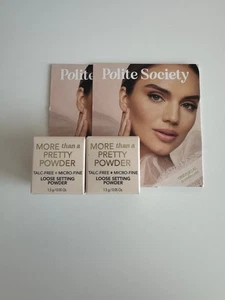 Polite Society
Polite Society
MORE than a
PRETTY
POWDER
TALC-FREE + MICRO-FINE
LOOSE SETTING
POWDER
MORE than a
PRETTY
POWDER
TALC-FREE + MICRO-FINE
LOOSE SETTING
POWDER